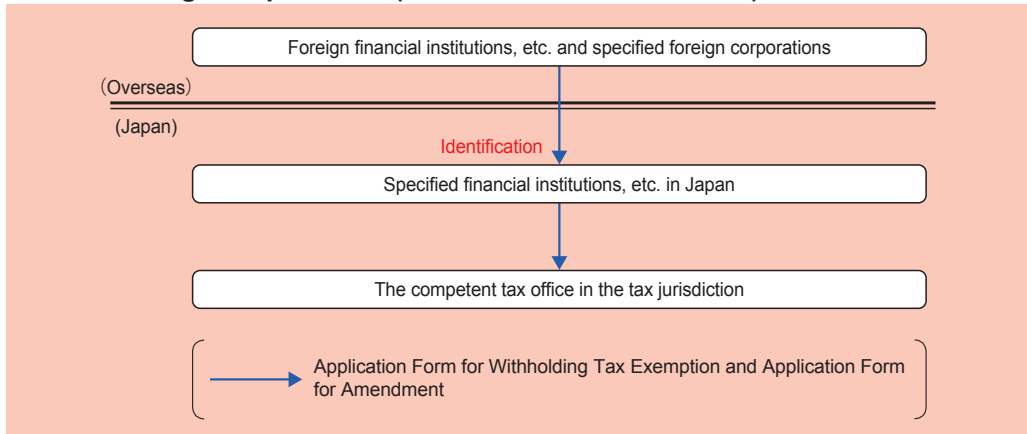 Foreign financial institutions, etc. and specified foreign corporations
(Overseas)
(Japan)
Identification
Specified financial institutions, etc. in Japan
The competent tax office in the tax jurisdiction
Application Form for Withholding Tax Exemption and Application Form
for Amendment